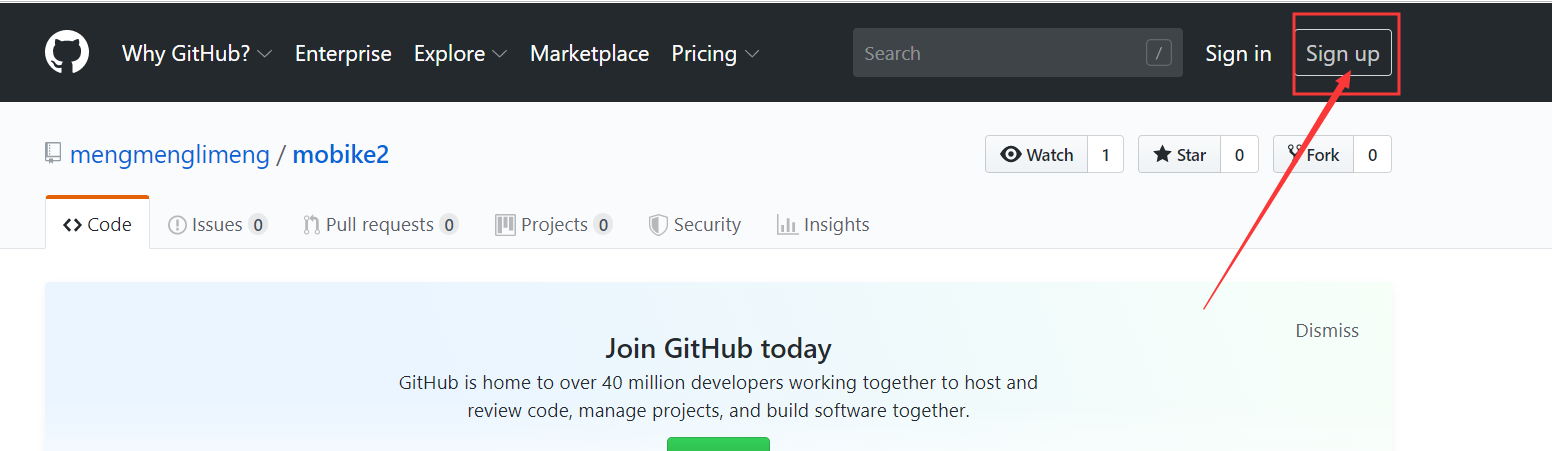 Why GitHub? Enterprise Explore Marketplace Pricing Search / Sign in Sign up
mengmenglimeng / mobike2 Watch 1 Star 0 Fork 0
Code Issues 0 Pull requests 0 Projects 0 Security Insights
Dismiss
Join GitHub today
GitHub is home to over 40 million developers working together to host and
review code, manage projects, and build software together.